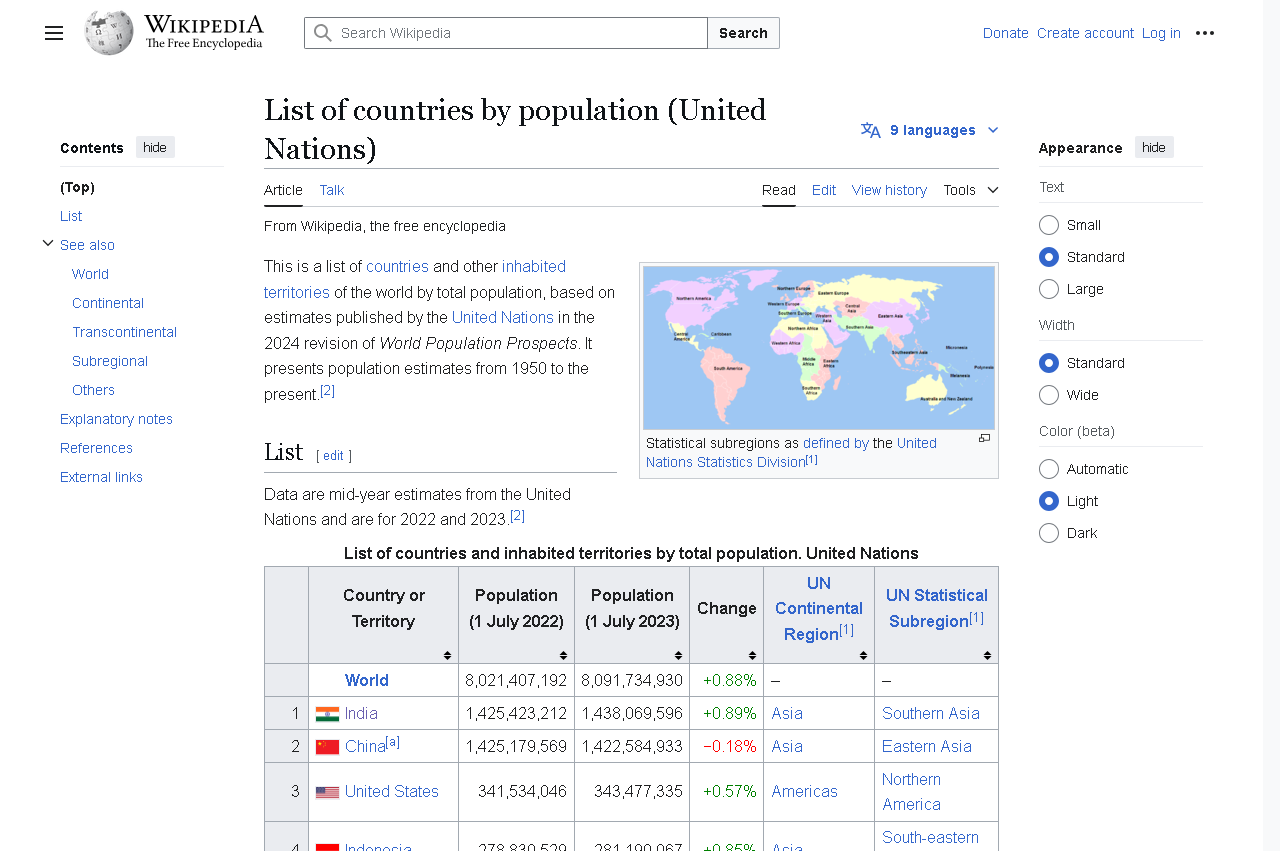 WIKIPEDIA
The Free Encyclopedia
Search Wikipedia
Search
Donate Create account Log in
List of countries by population (United
Nations)
9 languages
Contents hide
(Top)
List
See also
World
Continental
Transcontinental
Subregional
Others
Explanatory notes
References
External links
Article Talk Read Edit View history Tools
From Wikipedia, the free encyclopedia
This is a list of countries and other inhabited
territories of the world by total population, based on
estimates published by the United Nations in the
2024 revision of World Population Prospects. It
presents population estimates from 1950 to the
present.[2]
Northern America
Northern Europe
Eastern Europe
Western Europe
Southern Europe
Central Asia
Western Asia
Eastern Asia
Northern Africa
Southern Asia
Central America
Caribbean
Western Africa
Middle Africa
Eastern Africa
Southeastern Asia
Micronesia
South America
Polynesia
Melanesia
Southern Africa
Australia and New Zealand
Statistical subregions as defined by the United
Nations Statistics Division[1]
List [ edit ]
Data are mid-year estimates from the United
Nations and are for 2022 and 2023.[2]
List of countries and inhabited territories by total population. United Nations
Country or Territory Population (1 July 2022) Population (1 July 2023) Change UN Continental Region[1] UN Statistical Subregion[1]
World 8,021,407,192 8,091,734,930 +0.88% – –
1 India 1,425,423,212 1,438,069,596 +0.89% Asia Southern Asia
2 China[a] 1,425,179,569 1,422,584,933 −0.18% Asia Eastern Asia
3 United States 341,534,046 343,477,335 +0.57% Americas Northern America
4 Indonesia 278,830,529 281,190,067 +0.85% Asia South-eastern
Appearance hide
Text
Small
Standard
Large
Width
Standard
Wide
Color (beta)
Automatic
Light
Dark